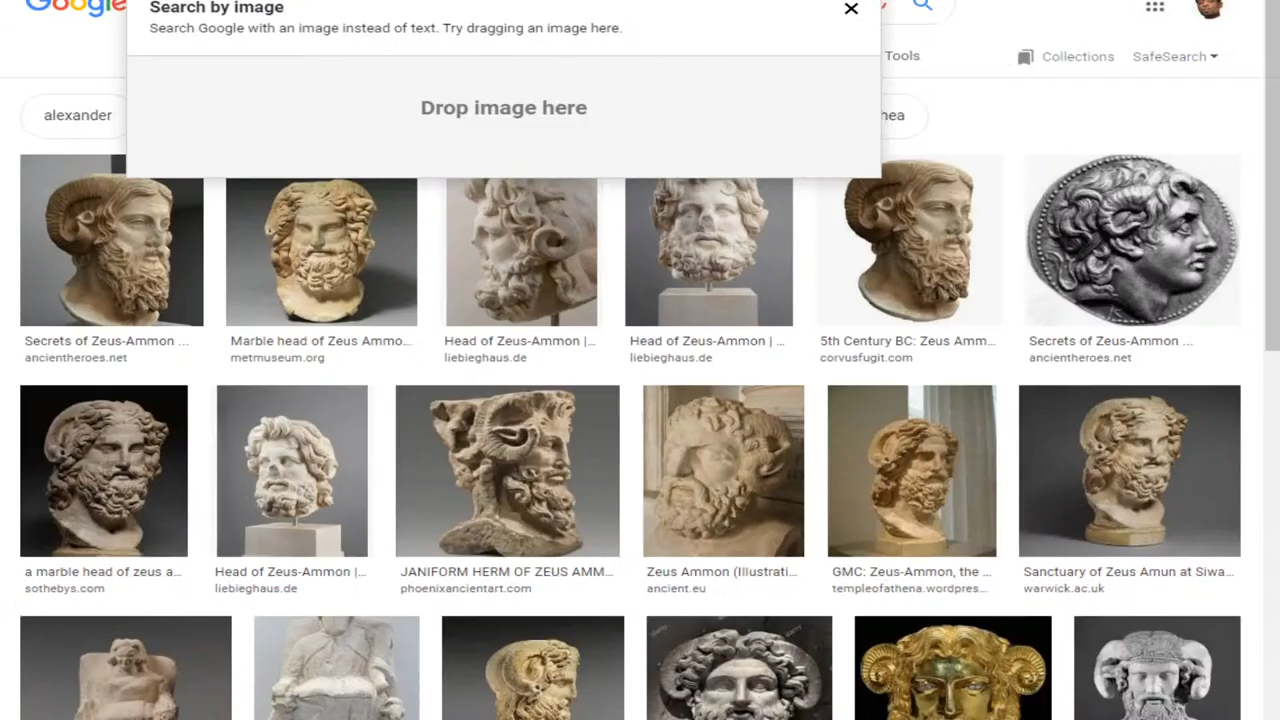 Google
Search by image
Search Google with an image instead of text. Try dragging an image here.
Drop image here
Tools
Collections
SafeSearch
alexander
hea
Secrets of Zeus-Ammon ...
ancientheroes.net
Marble head of Zeus Ammo...
metmuseum.org
Head of Zeus-Ammon |...
liebieghaus.de
Head of Zeus-Ammon | ...
liebieghaus.de
5th Century BC: Zeus Amm...
corvusfugit.com
Secrets of Zeus-Ammon ...
ancientheroes.net
a marble head of zeus a...
sothebys.com
Head of Zeus-Ammon |...
liebieghaus.de
JANIFORM HERM OF ZEUS AMM...
phoenixancientart.com
Zeus Ammon (Illustrati...
ancient.eu
GMC: Zeus-Ammon, the ...
templeofathena.wordpres...
Sanctuary of Zeus Amun at Siwa...
warwick.ac.uk